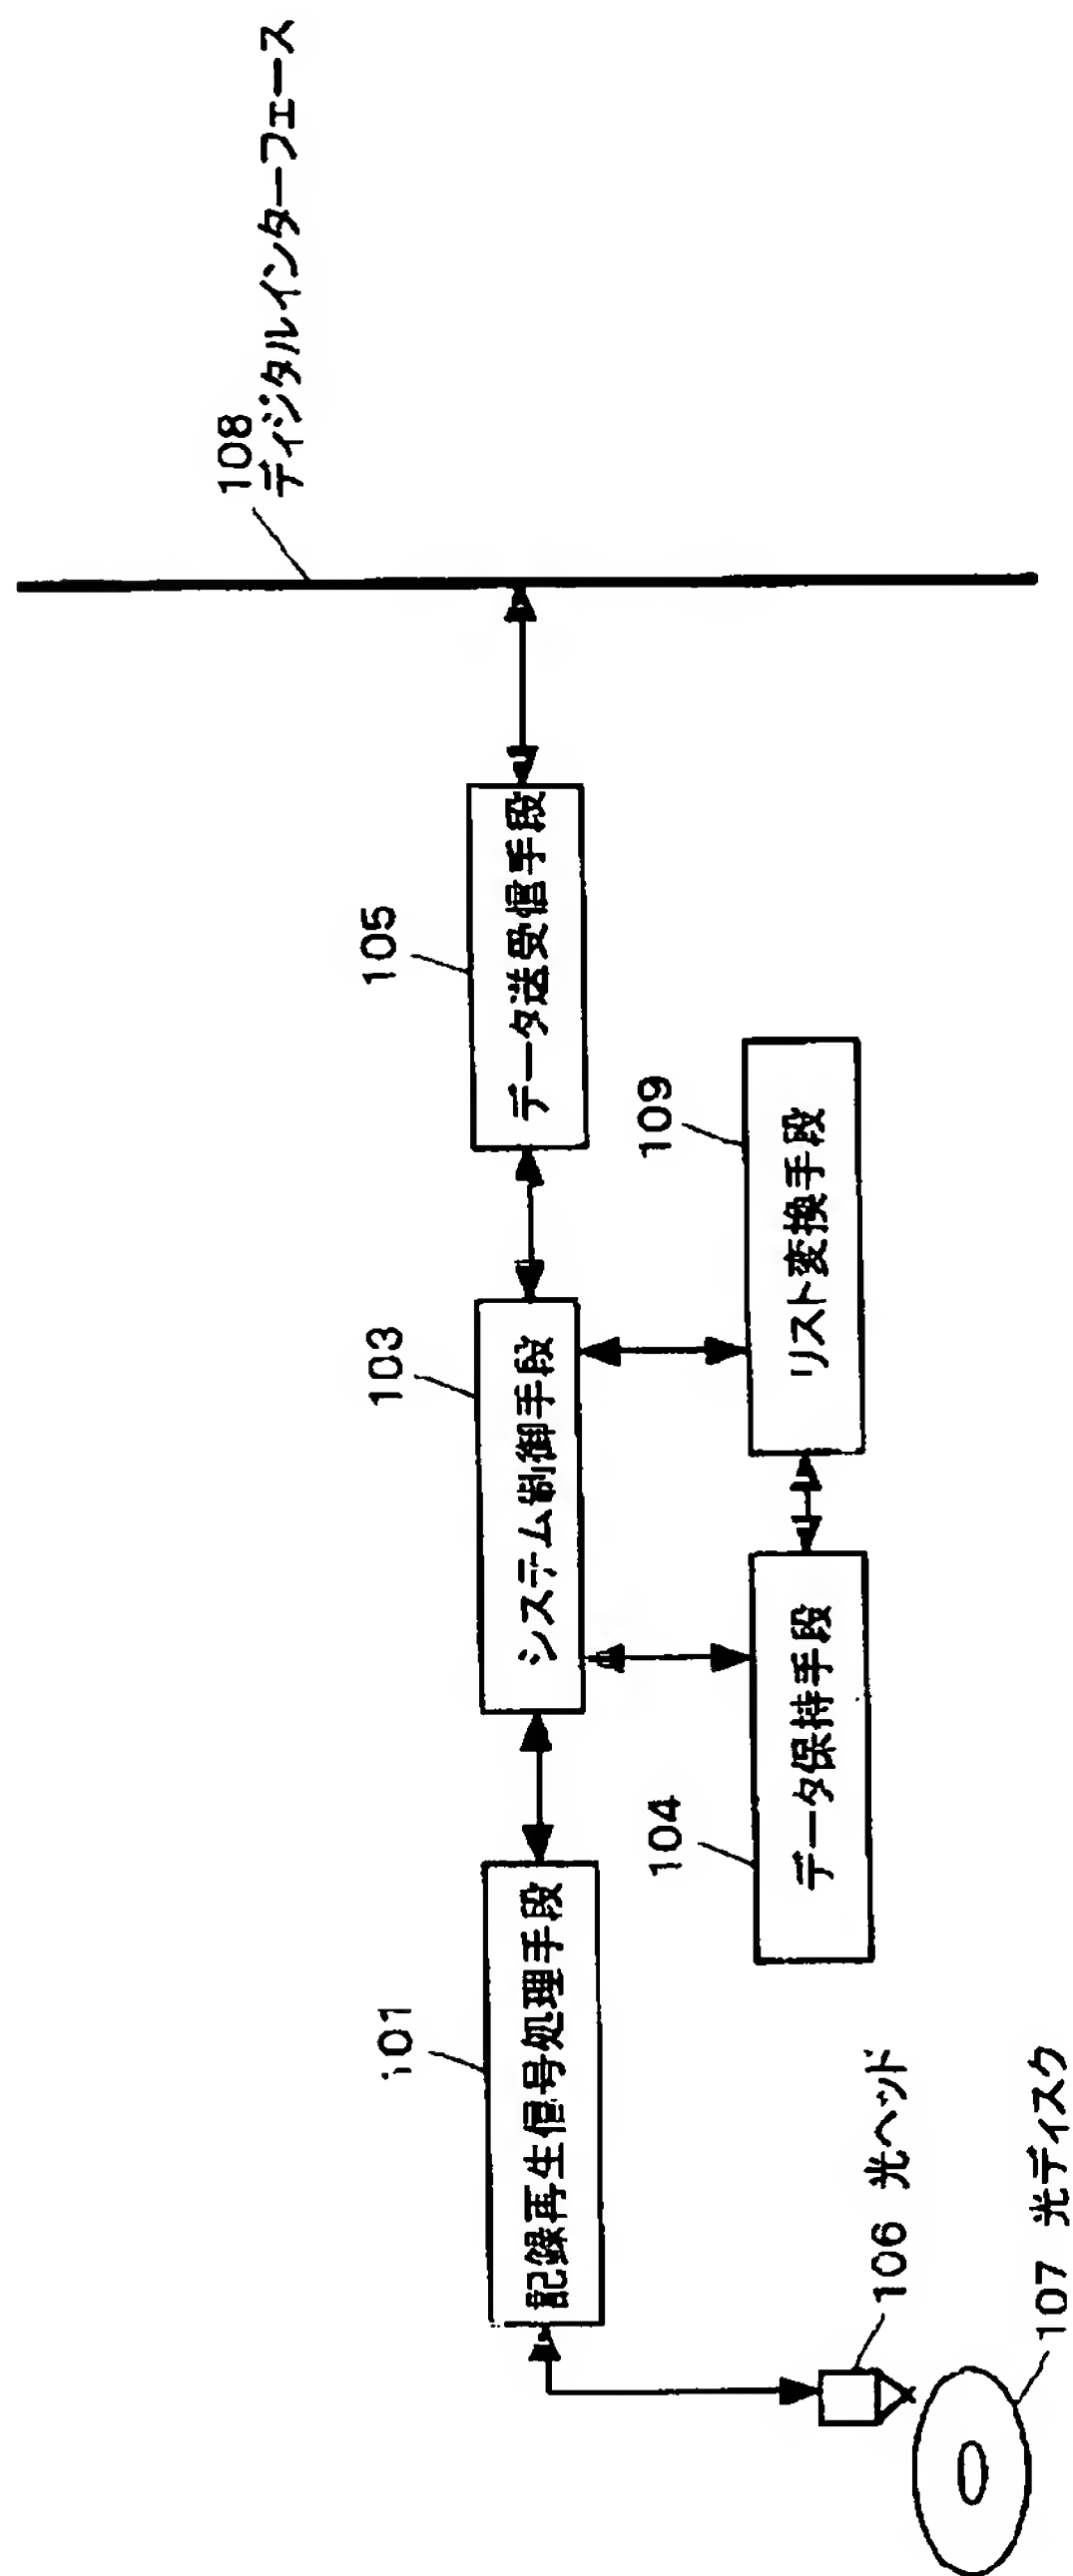 101
記録再生信号処理手段
103
システム制御手段
105
データ送受信手段
108
ディジタルインターフェース
104
データ保持手段
109
リスト変換手段
106 光ヘッド
107 光ディスク